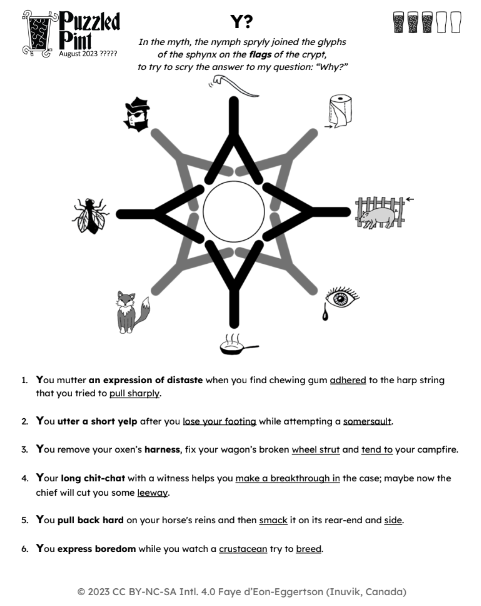 Puzzled
Pint
August 2023 ?????
Y?
In the myth, the nymph spryly joined the glyphs
of the sphynx on the flags of the crypt,
to try to scry the answer to my question: “Why?”
1. You mutter an expression of distaste when you find chewing gum adhered to the harp string
that you tried to pull sharply.
2. You utter a short yelp after you lose your footing while attempting a somersault.
3. You remove your oxen's harness, fix your wagon's broken wheel strut and tend to your campfire.
4. Your long chit-chat with a witness helps you make a breakthrough in the case; maybe now the
chief will cut you some leeway.
5. You pull back hard on your horse's reins and then smack it on its rear-end and side.
6. You express boredom while you watch a crustacean try to breed.
© 2023 CC BY-NC-SA Intl. 4.0 Faye d'Eon-Eggertson (Inuvik, Canada)